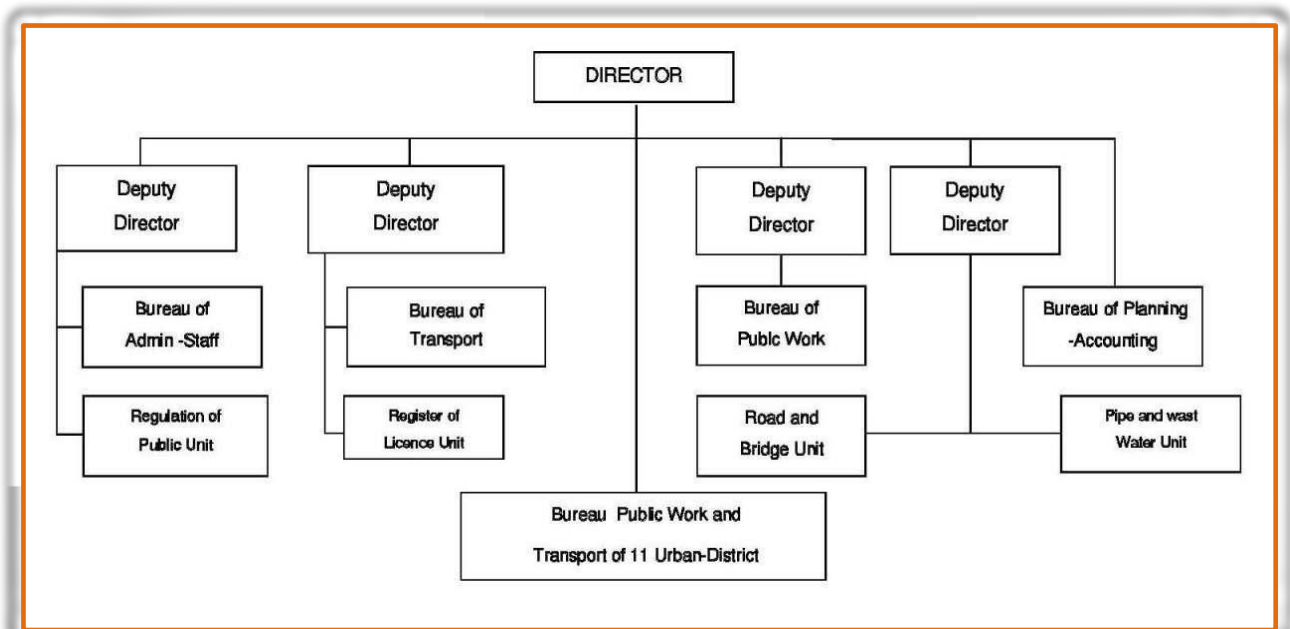 DIRECTOR
Deputy
Director
Deputy
Director
Deputy
Director
Deputy
Director
Bureau of
Admin -Staff
Bureau of
Transport
Bureau of
Publc Work
Bureau of Planning
-Accounting
Regulation of
Public Unit
Register of
Licence Unit
Road and
Bridge Unit
Pipe and wast
Water Unit
Bureau Public Work and
Transport of 11 Urban-District